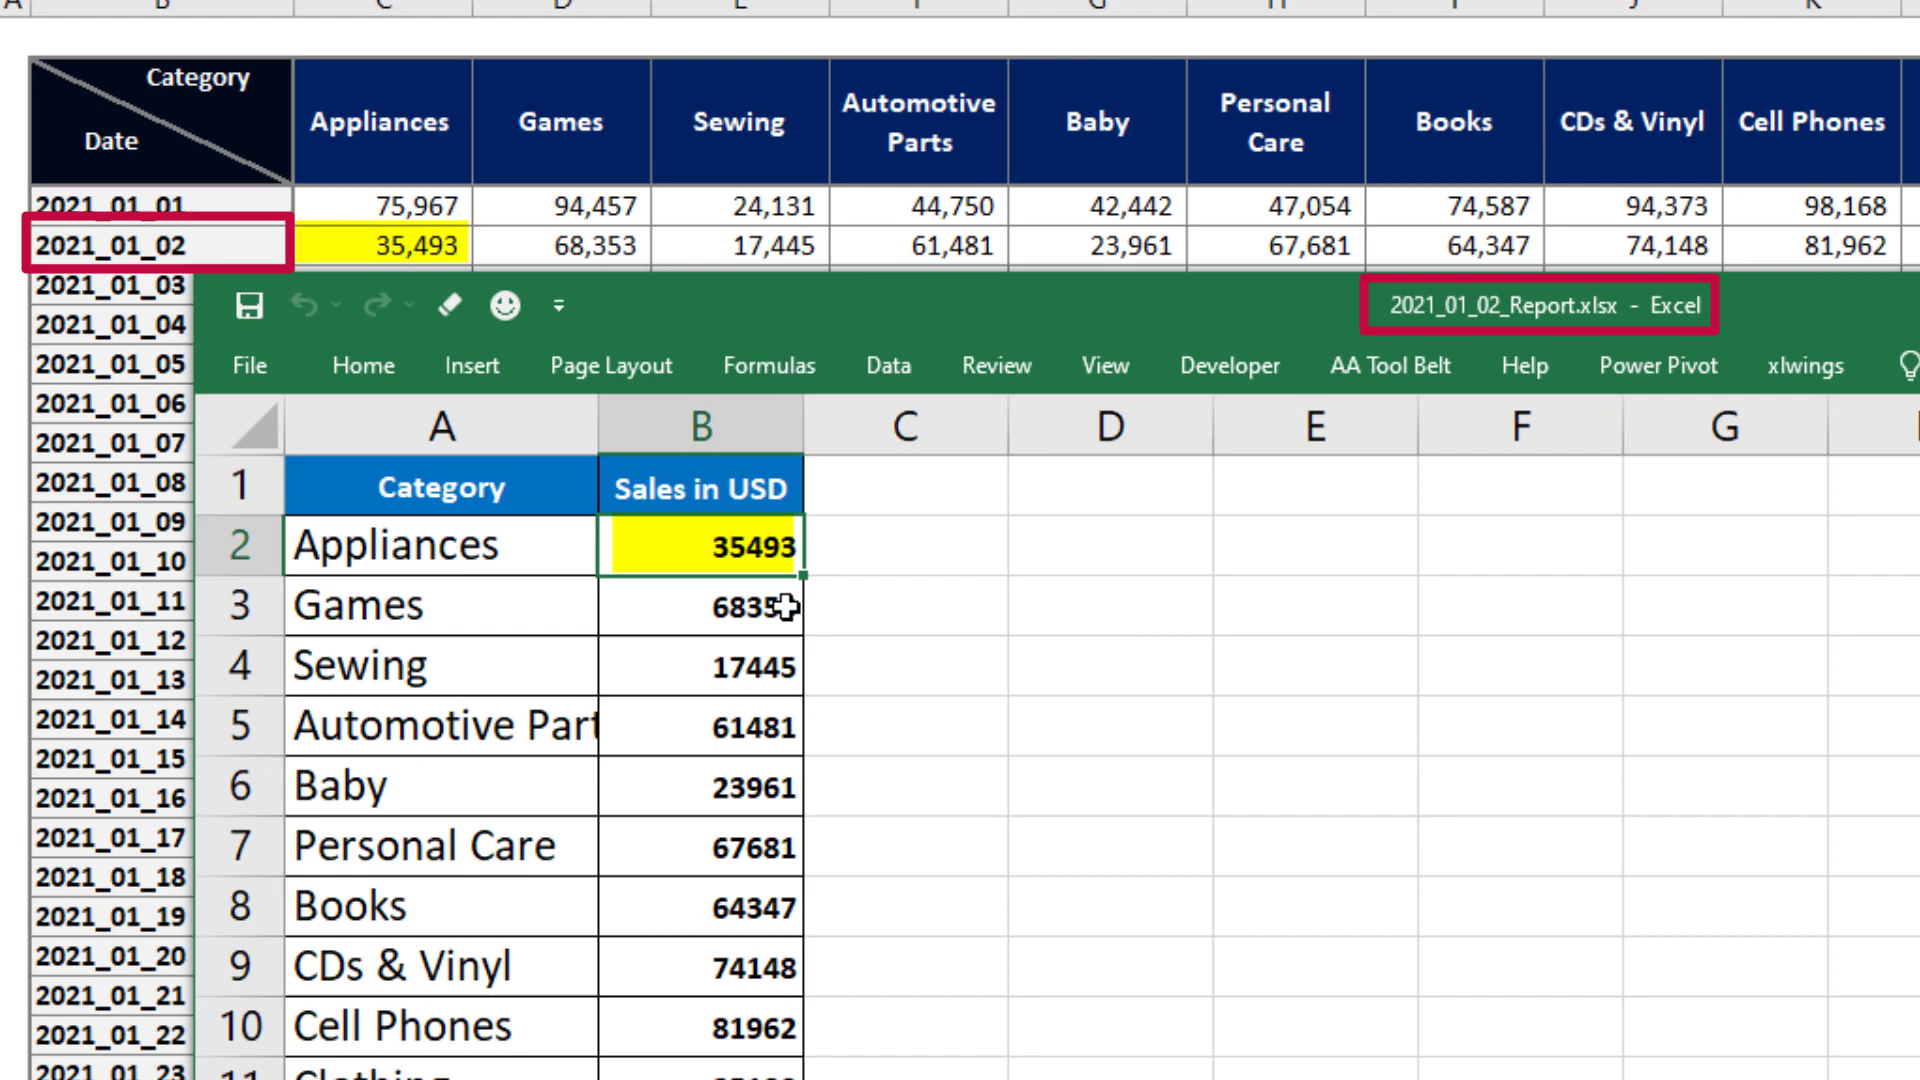 A B C D E F G H I J K
Category
Date
Appliances Games Sewing Automotive Parts Baby Personal Care Books CDs & Vinyl Cell Phones
2021_01_01 75,967 94,457 24,131 44,750 42,442 47,054 74,587 94,373 98,168
2021_01_02 35,493 68,353 17,445 61,481 23,961 67,681 64,347 74,148 81,962
2021_01_03
2021_01_04
2021_01_05
2021_01_06
2021_01_07
2021_01_08
2021_01_09
2021_01_10
2021_01_11
2021_01_12
2021_01_13
2021_01_14
2021_01_15
2021_01_16
2021_01_17
2021_01_18
2021_01_19
2021_01_20
2021_01_21
2021_01_22
2021_01_23
2021_01_02_Report.xlsx - Excel
File Home Insert Page Layout Formulas Data Review View Developer AA Tool Belt Help Power Pivot xlwings
A B C D E F G
1 Category Sales in USD
2 Appliances 35493
3 Games
4 Sewing 17445
5 Automotive Part 61481
6 Baby 23961
7 Personal Care 67681
8 Books 64347
9 CDs & Vinyl 74148
10 Cell Phones 81962
11 Clothing